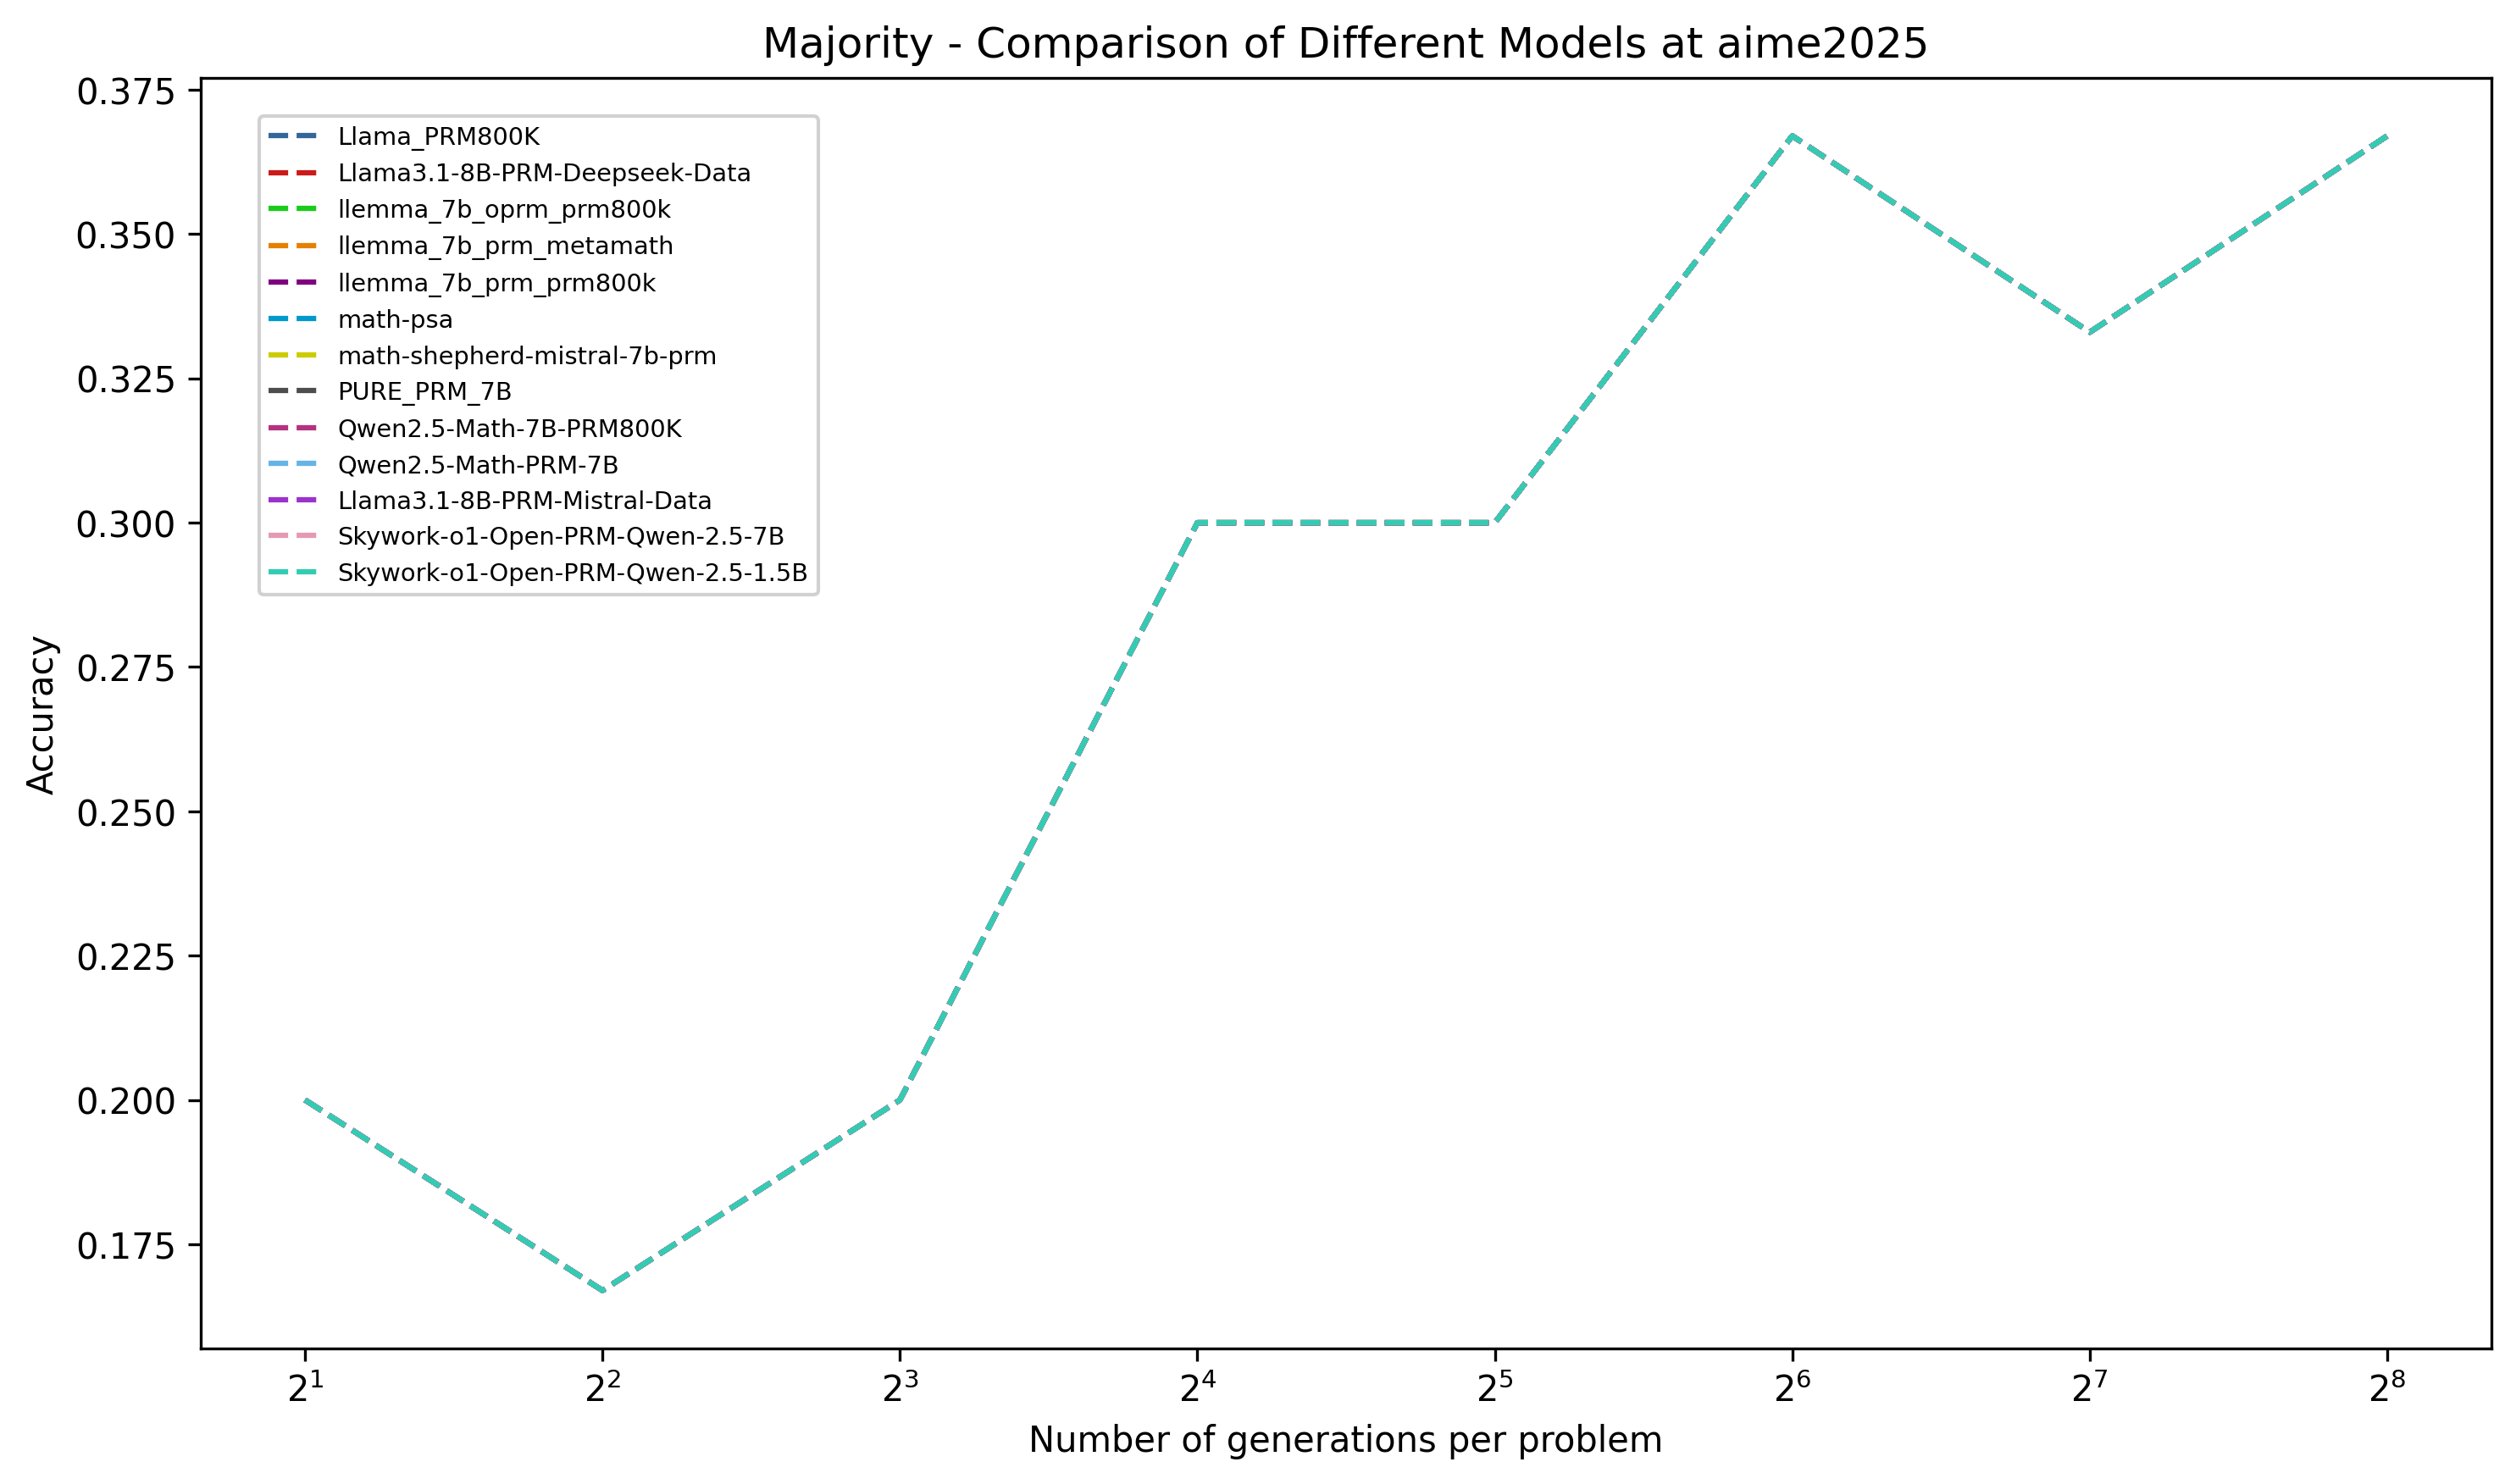 Majority - Comparison of Different Models at aime2025
0.375
0.350
0.325
0.300
0.275
0.250
0.225
0.200
0.175
Accuracy
Llama_PRM800K
Llama3.1-8B-PRM-Deepseek-Data
llemma_7b_oprm_prm800k
llemma_7b_prm_metamath
llemma_7b_prm_prm800k
math-psa
math-shepherd-mistral-7b-prm
PURE_PRM_7B
Qwen2.5-Math-7B-PRM800K
Qwen2.5-Math-PRM-7B
Llama3.1-8B-PRM-Mistral-Data
Skywork-o1-Open-PRM-Qwen-2.5-7B
Skywork-o1-Open-PRM-Qwen-2.5-1.5B
2¹ 2² 2³ 2⁴ 2⁵ 2⁶ 2⁷ 2⁸
Number of generations per problem